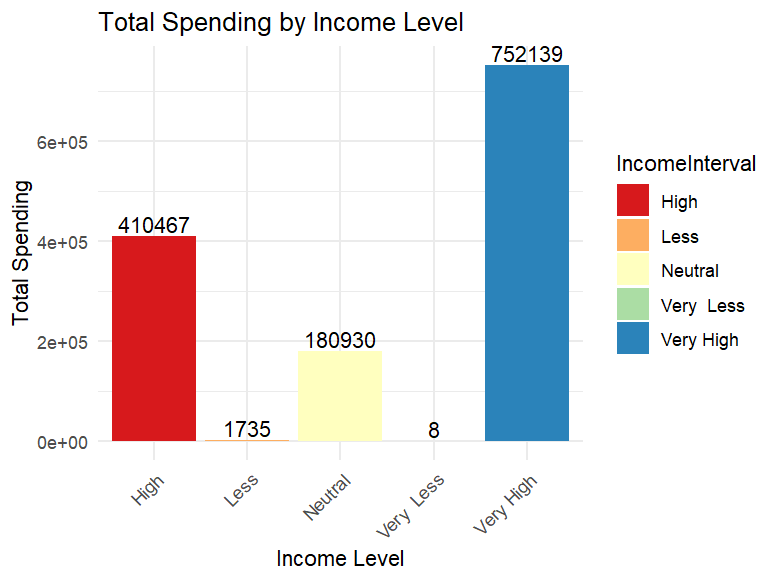 Total Spending by Income Level
Total Spending
6e+05
4e+05
2e+05
0e+00
410467
1735
180930
8
752139
High
Less
Neutral
Very  Less
Very High
Income Level
IncomeInterval
High
Less
Neutral
Very  Less
Very High